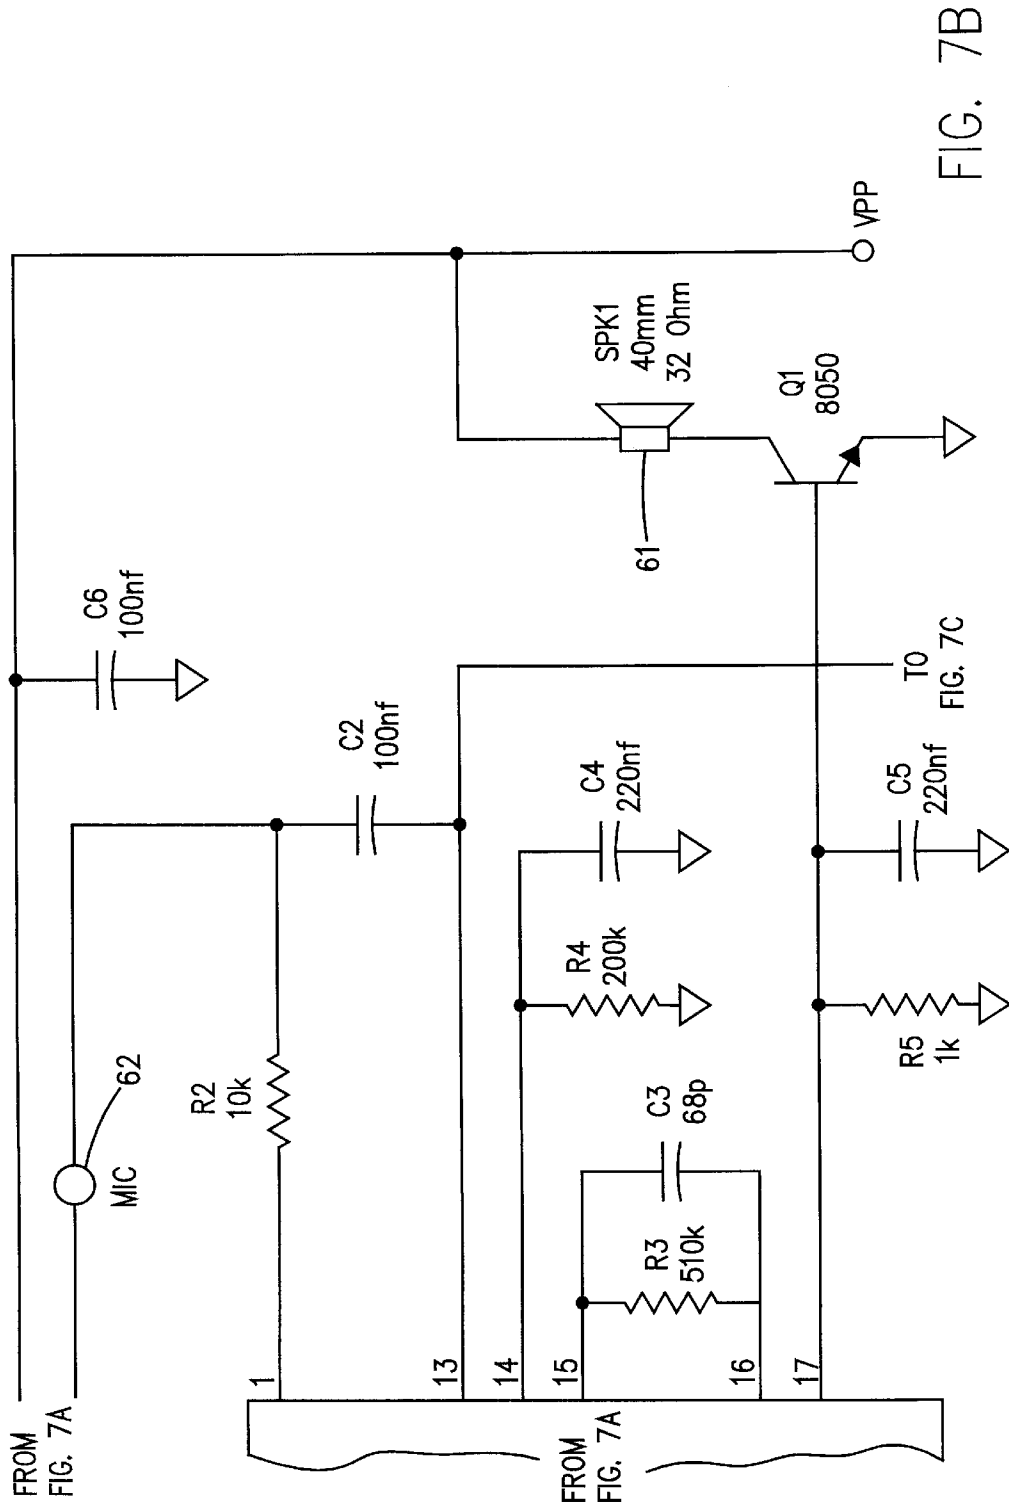 FROM
FIG. 7A
MIC
62
C6
100nf
R2
10k
C2
100nf
1
13
14
15
16
17
FROM
FIG. 7A
R3
510k
C3
68p
R4
200k
C4
220nf
R5
1k
C5
220nf
TO
FIG. 7C
61
SPK1
40mm
32 Ohm
Q1
8050
VPP
FIG. 7B